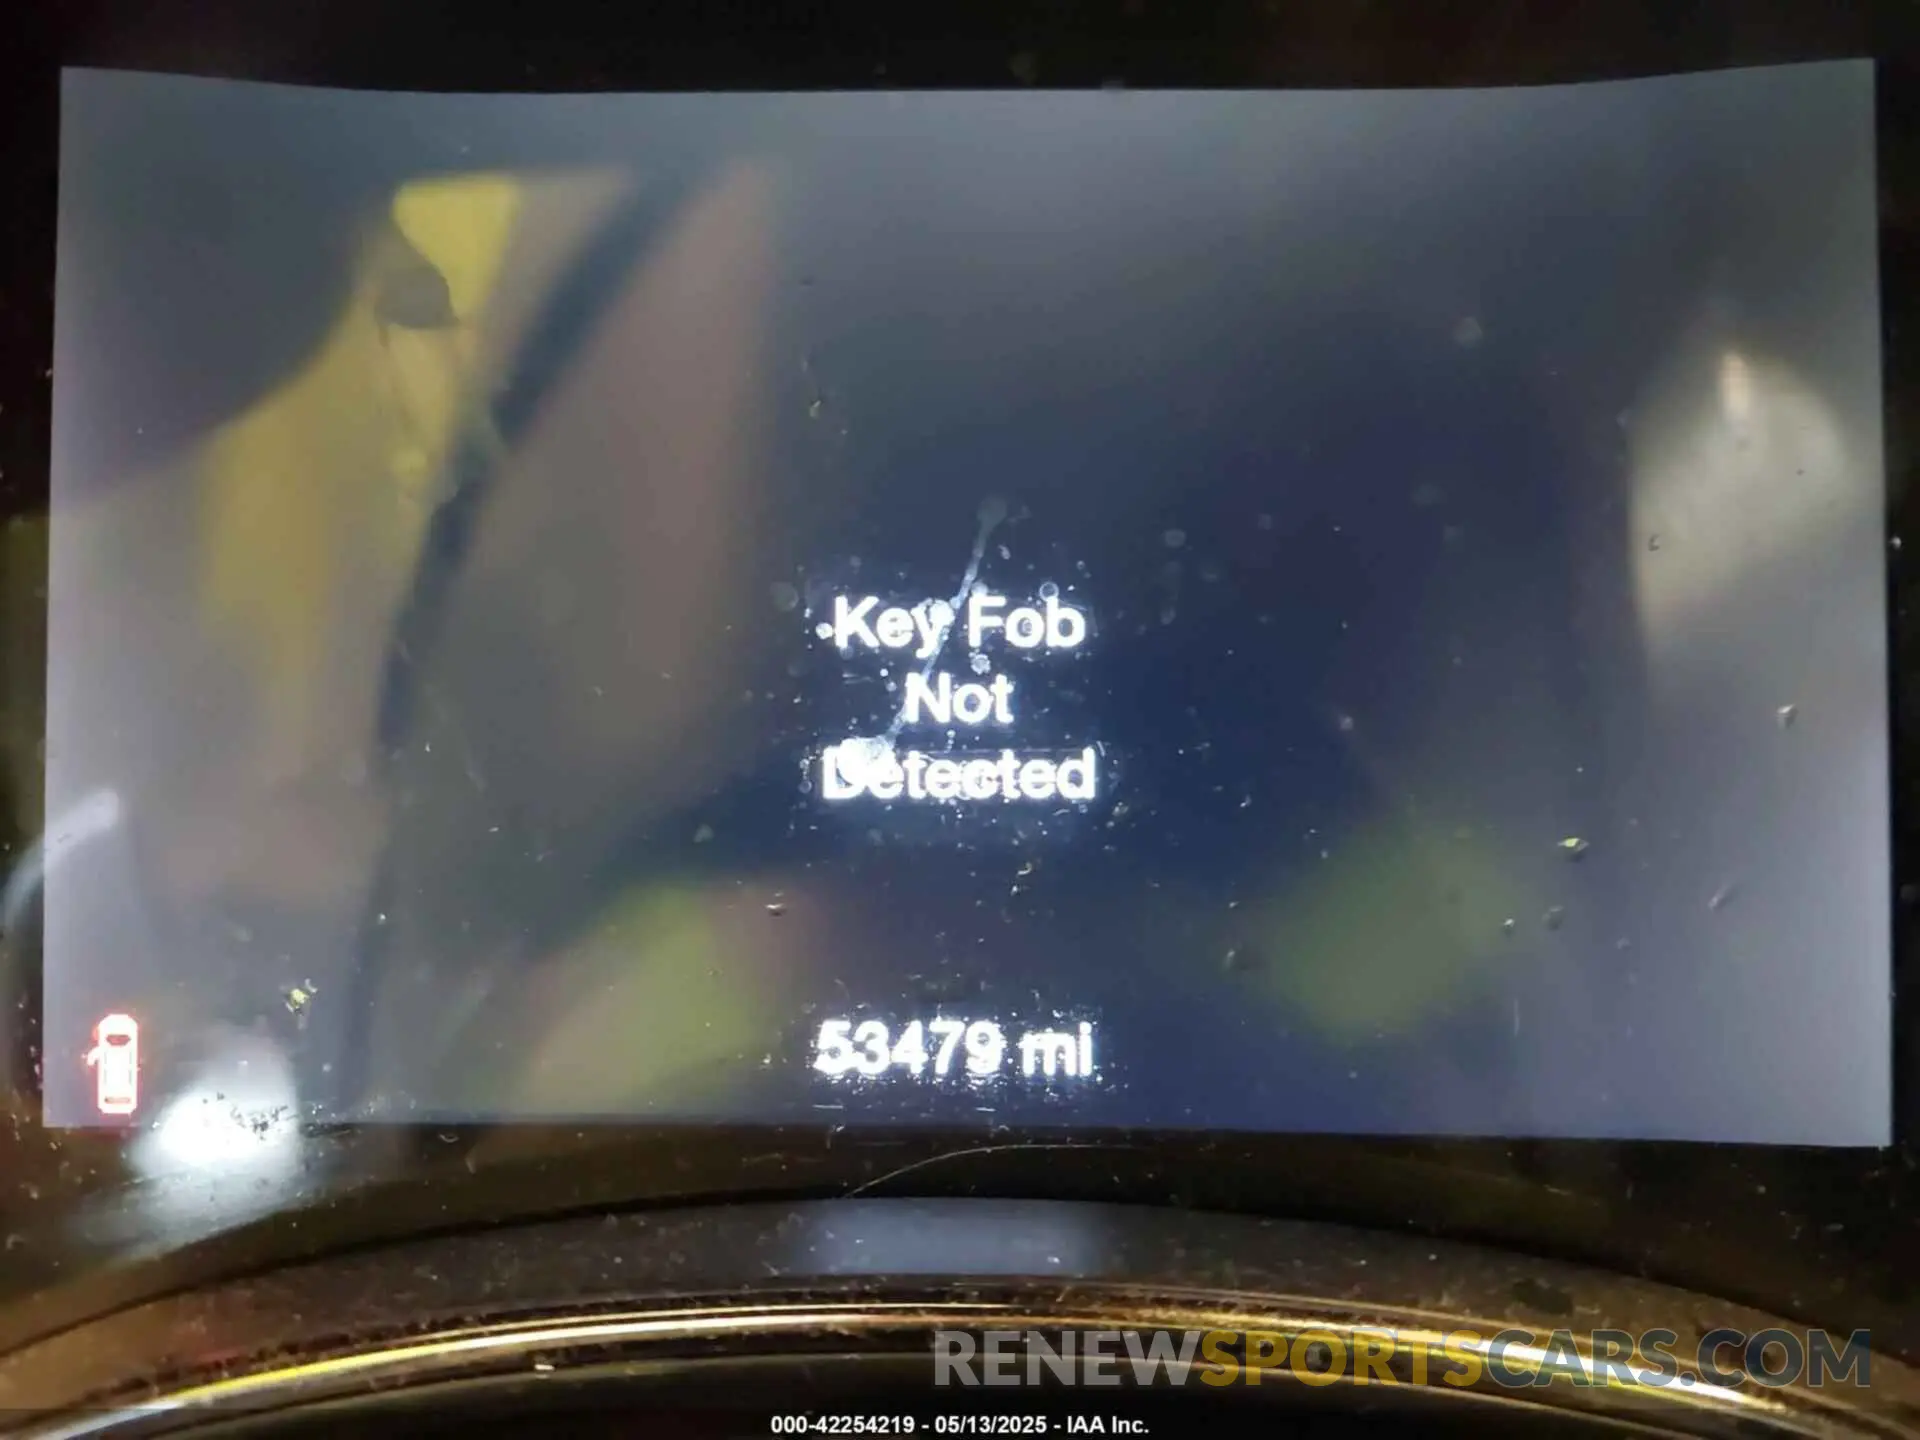 Key Fob
Not
Detected
53479 mi
RENEWSPORTSCARS.COM
000-42254219 - 05/13/2025 - IAA Inc.